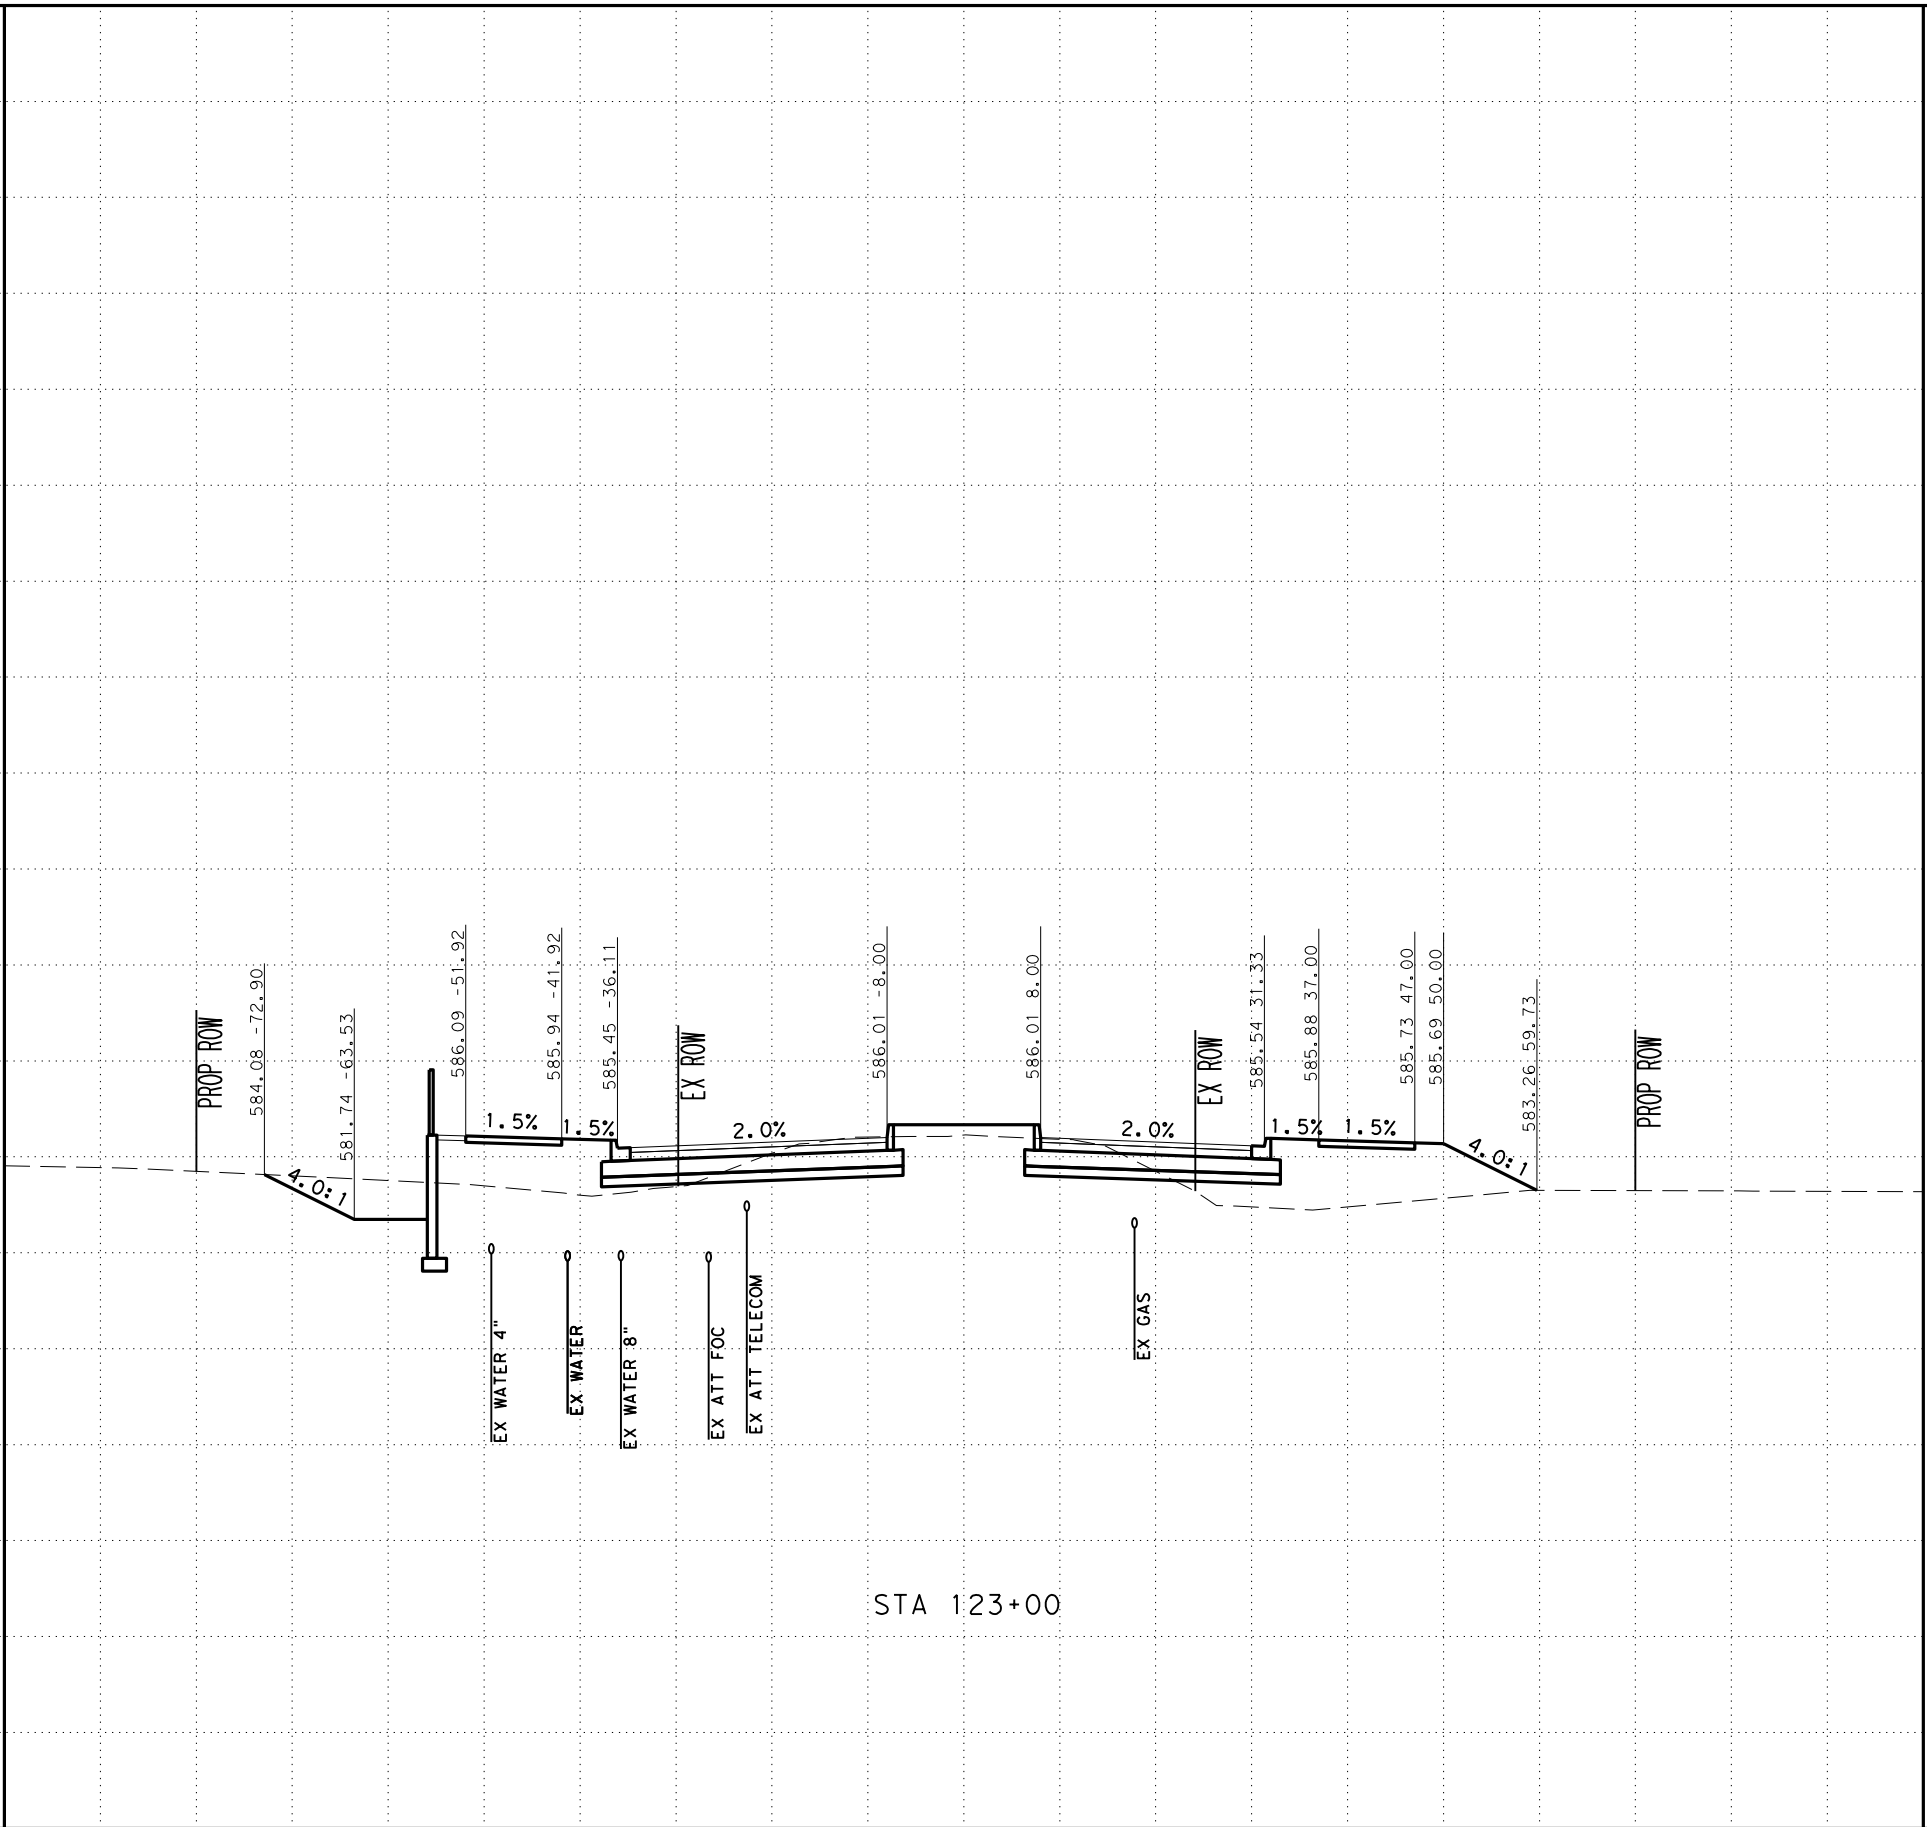 PROP ROW
584.08 -72.90
581.74 -63.53
586.09 -51.92
585.94 -41.92
585.45 -36.11
EX ROW
586.01 -8.00
586.01 8.00
EX ROW
585.54 31.33
585.88 37.00
585.73 47.00
585.69 50.00
583.26 59.73
PROP ROW
4.0:1
1.5%
1.5%
2.0%
2.0%
1.5%
1.5%
4.0:1
EX WATER 4"
EX WATER
EX WATER 8"
EX ATT FOC
EX ATT TELECOM
EX GAS
STA 123+00